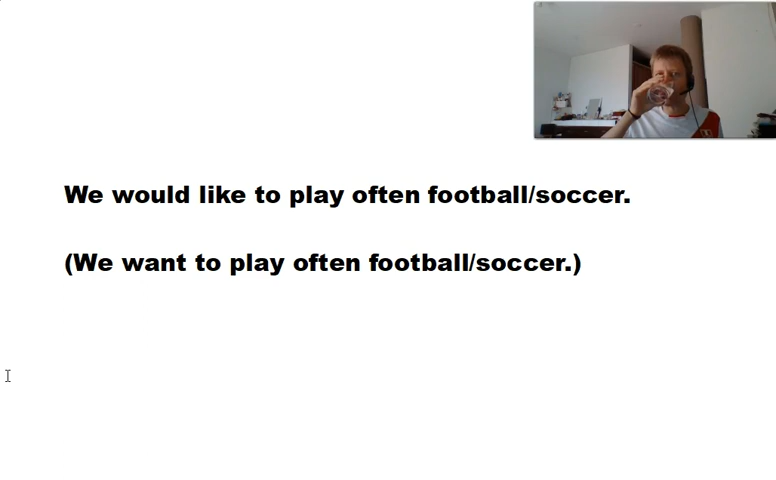 We would like to play often football/soccer.
(We want to play often football/soccer.)